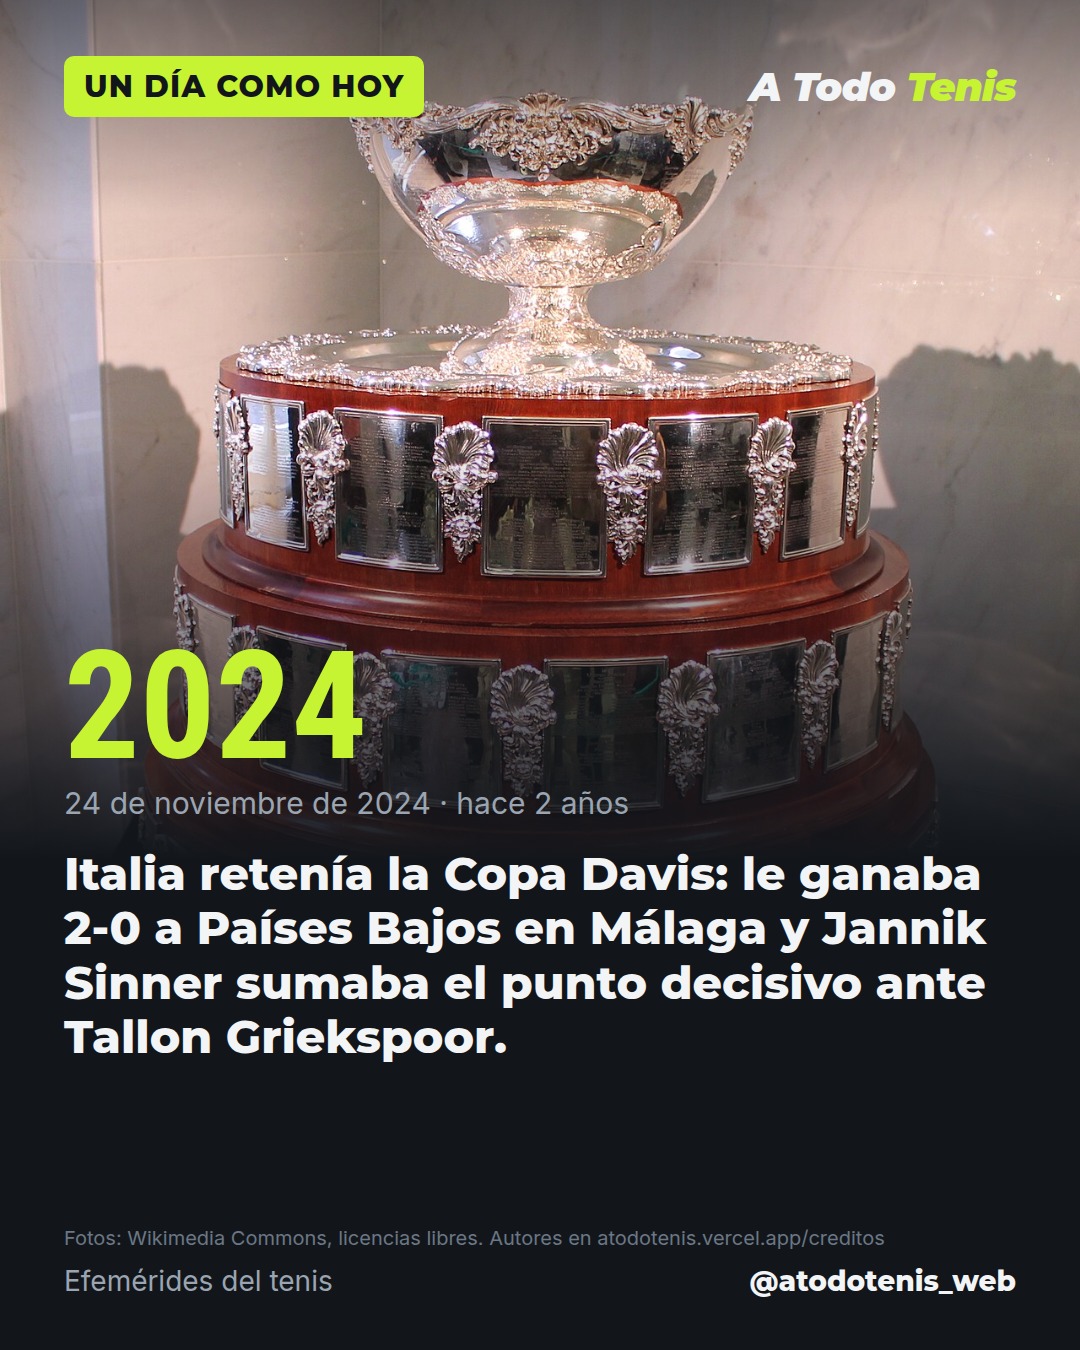 UN DÍA COMO HOY
A Todo Tenis
2024
24 de noviembre de 2024 · hace 2 años
Italia retenía la Copa Davis: le ganaba
2-0 a Países Bajos en Málaga y Jannik
Sinner sumaba el punto decisivo ante
Tallon Griekspoor.
Fotos: Wikimedia Commons, licencias libres. Autores en atodotenis.vercel.app/creditos
Efemérides del tenis
@atodotenis_web